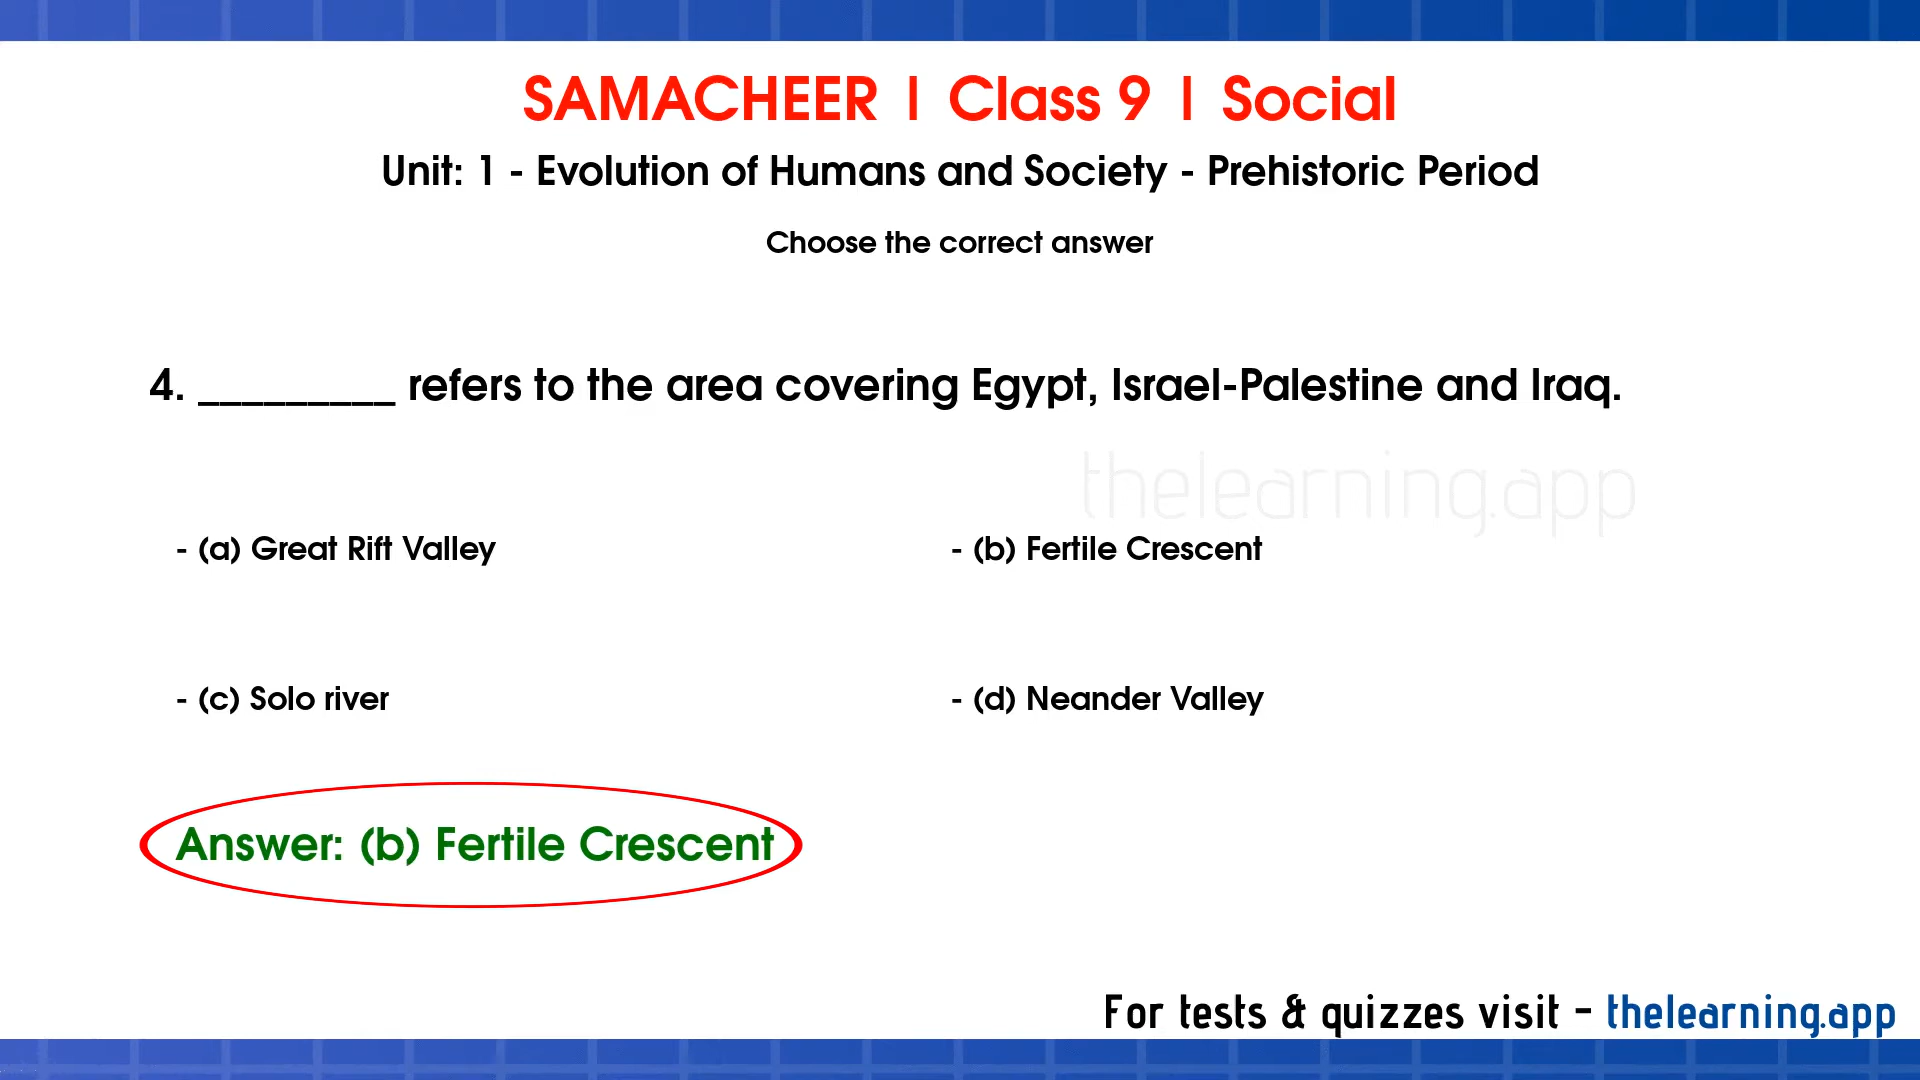 SAMACHEER | Class 9 | Social
Unit: 1 - Evolution of Humans and Society - Prehistoric Period
Choose the correct answer
4. _________ refers to the area covering Egypt, Israel-Palestine and Iraq.
thelearning.app
- (a) Great Rift Valley
- (b) Fertile Crescent
- (c) Solo river
- (d) Neander Valley
Answer: (b) Fertile Crescent
For tests & quizzes visit - thelearning.app